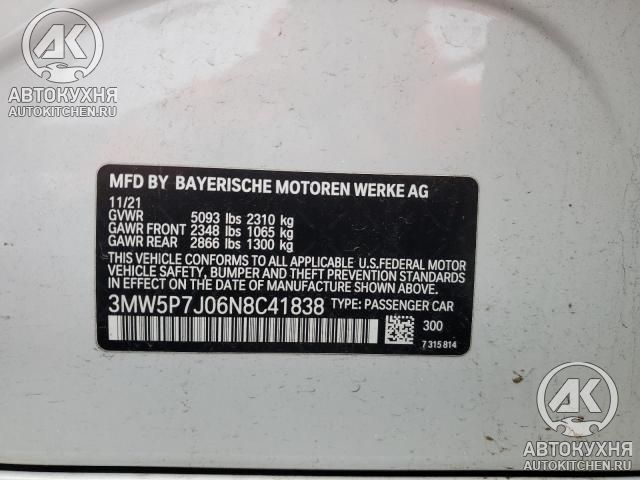 АК
АВТОКУХНЯ
AUTOKITCHEN.RU
MFD BY BAYERISCHE MOTOREN WERKE AG
11/21
GVWR 5093 lbs 2310 kg
GAWR FRONT 2348 lbs 1065 kg
GAWR REAR 2866 lbs 1300 kg
THIS VEHICLE CONFORMS TO ALL APPLICABLE U.S.FEDERAL MOTOR
VEHICLE SAFETY, BUMPER AND THEFT PREVENTION STANDARDS
IN EFFECT ON THE DATE OF MANUFACTURE SHOWN ABOVE.
3MW5P7J06N8C41838 TYPE: PASSENGER CAR
300
7 315 814
АК
АВТОКУХНЯ
AUTOKITCHEN.RU